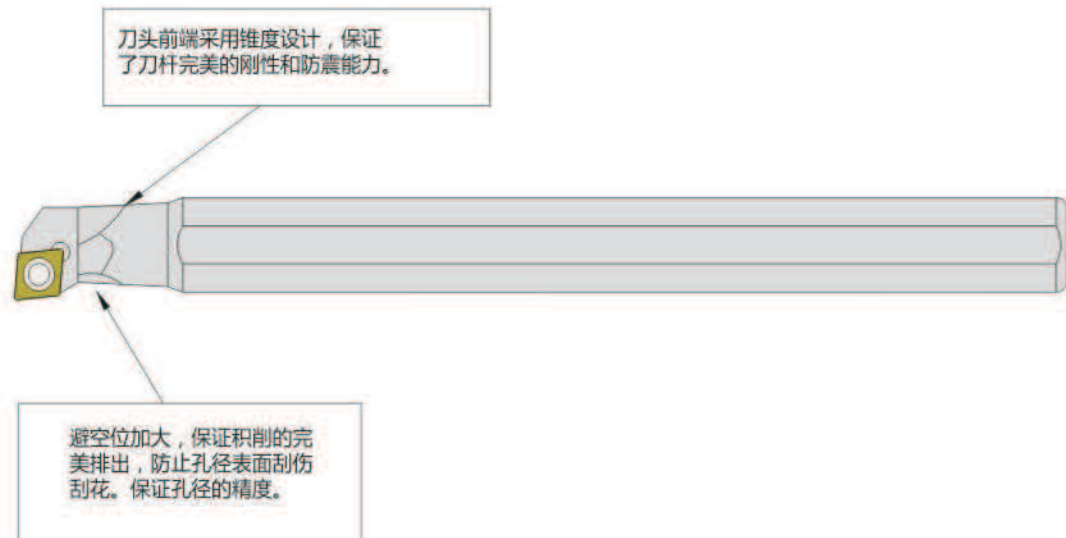 刀头前端采用锥度设计，保证
了刀杆完美的刚性和防震能力。
避空位加大，保证积削的完
美排出，防止孔径表面刮伤
刮花。保证孔径的精度。